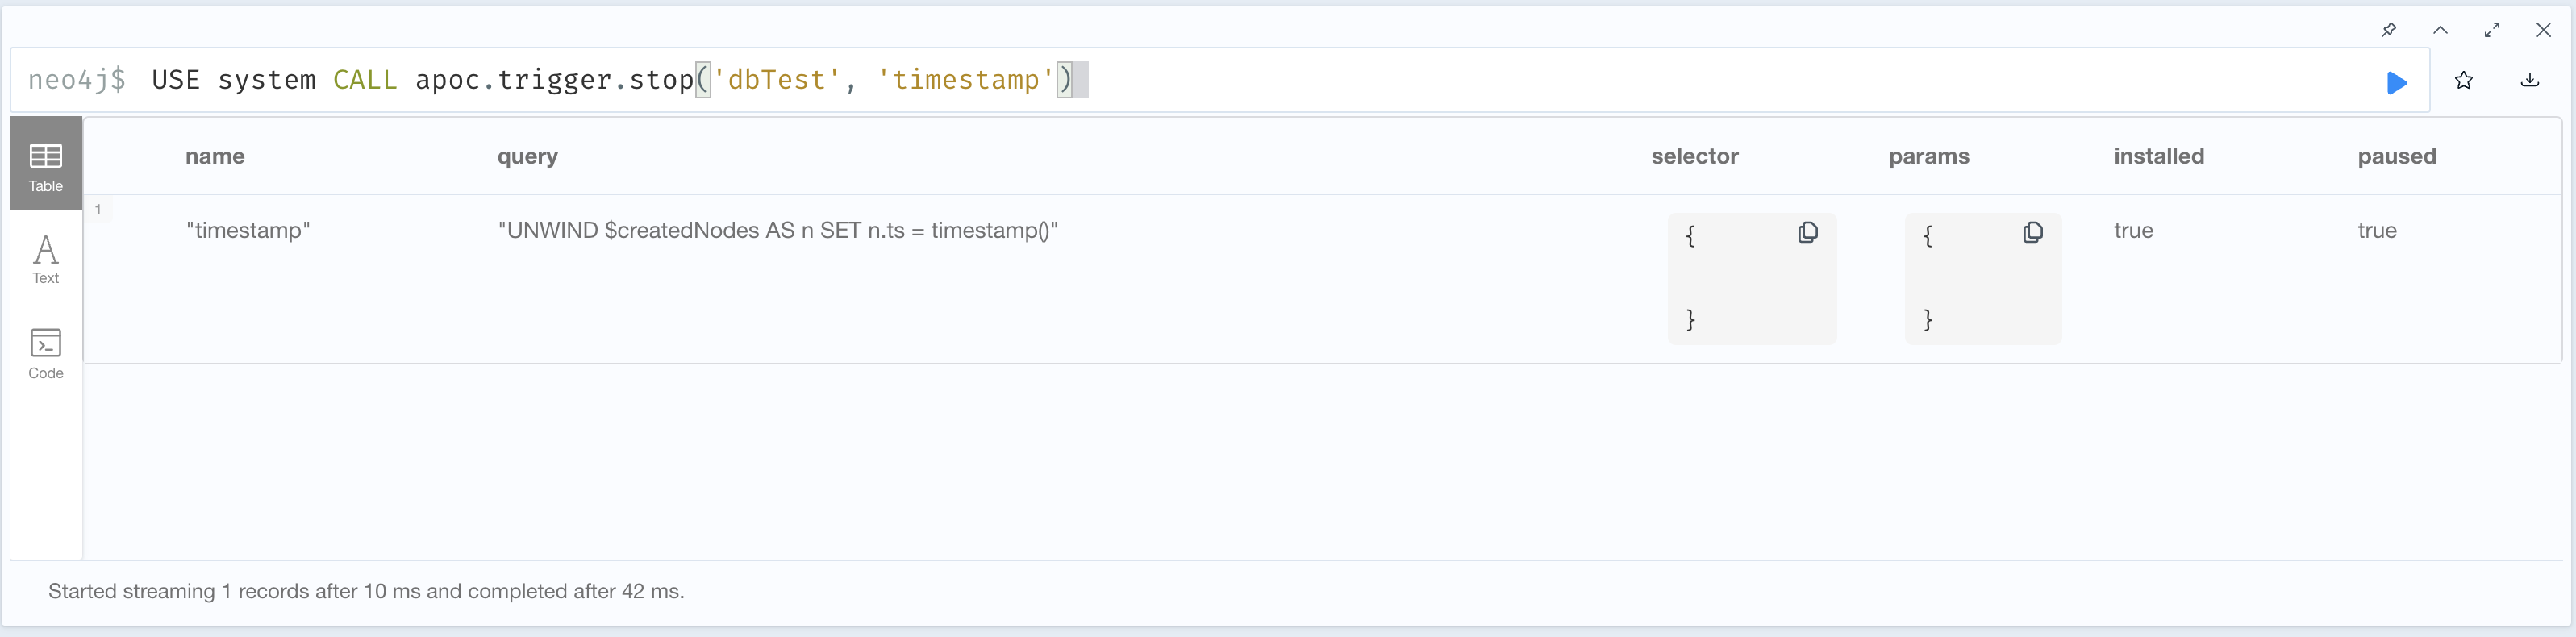 neo4j$ USE system CALL apoc.trigger.stop('dbTest', 'timestamp')
name query selector params installed paused
Table
1
"timestamp" "UNWIND $createdNodes AS n SET n.ts = timestamp()" { { true true
Text
} }
Code
Started streaming 1 records after 10 ms and completed after 42 ms.